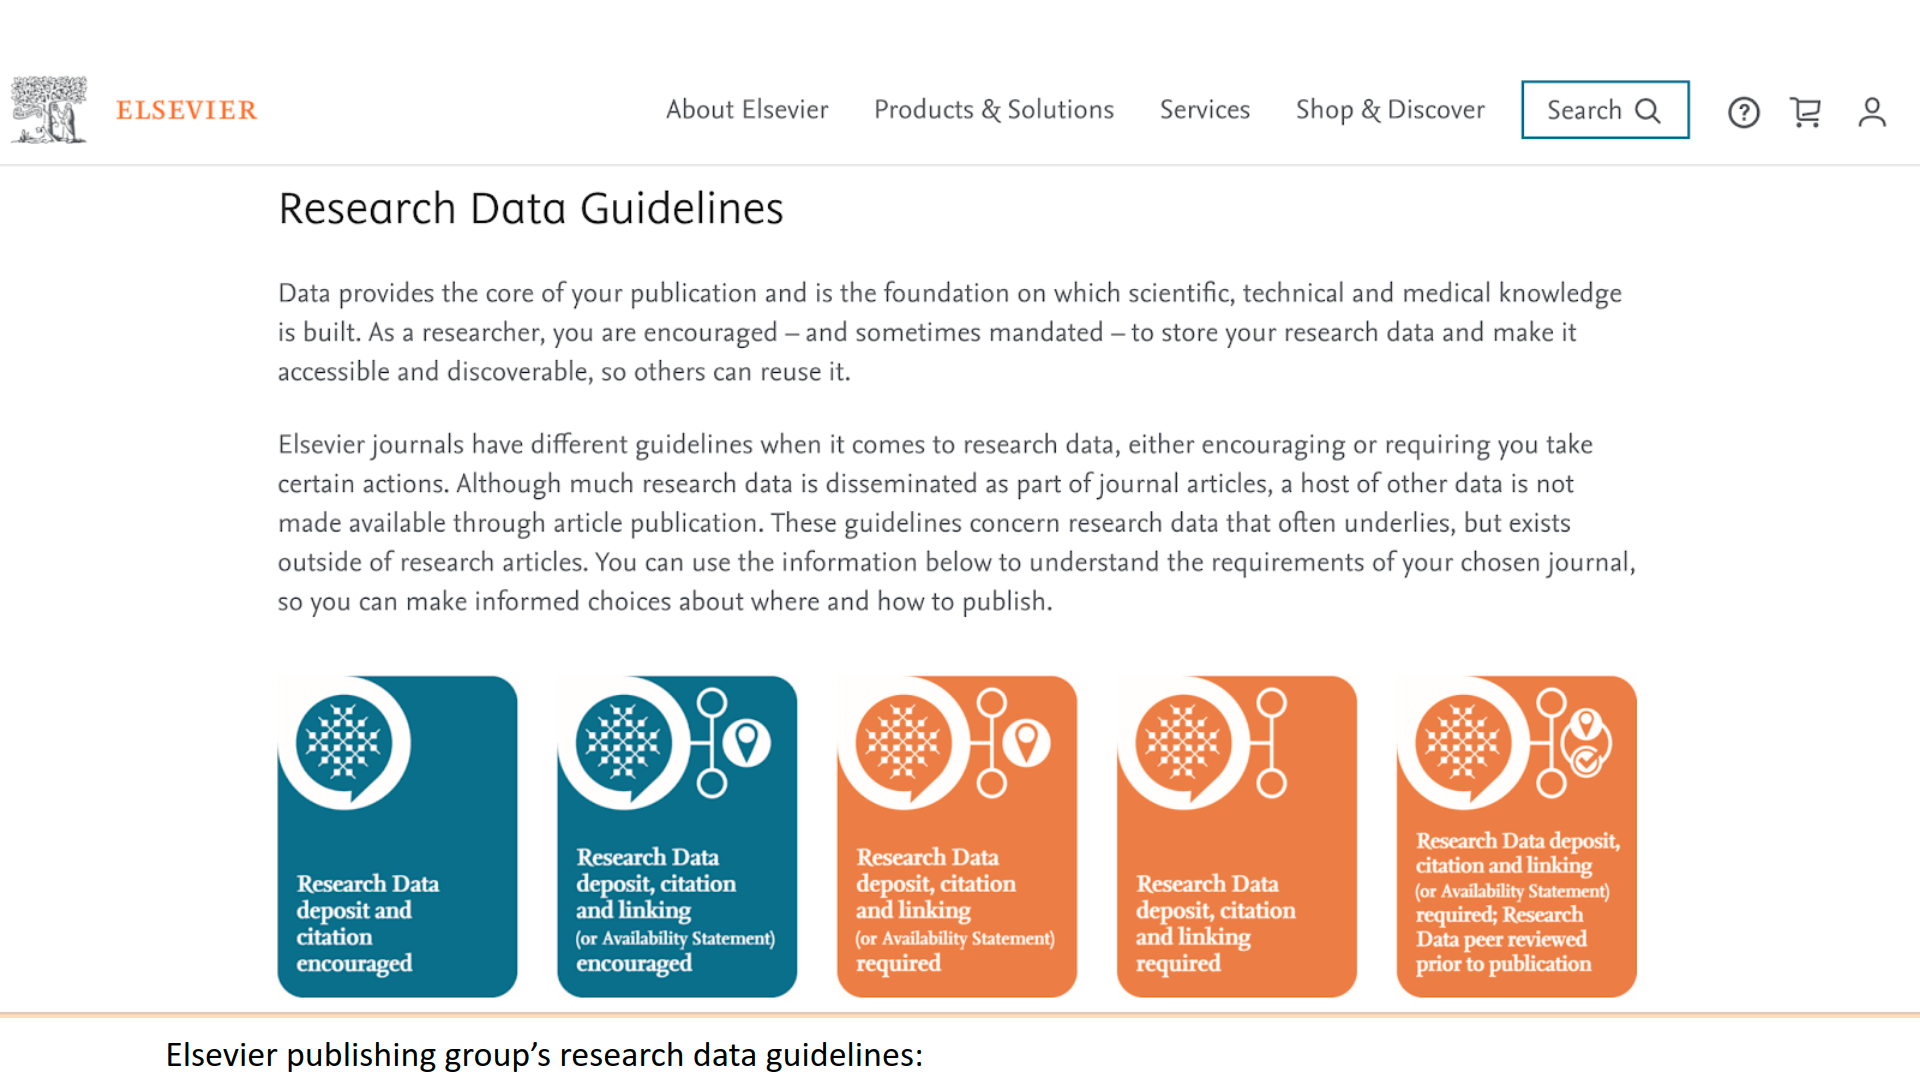 ELSEVIER
About Elsevier
Products & Solutions
Services
Shop & Discover
Search
Research Data Guidelines
Data provides the core of your publication and is the foundation on which scientific, technical and medical knowledge
is built. As a researcher, you are encouraged – and sometimes mandated – to store your research data and make it
accessible and discoverable, so others can reuse it.
Elsevier journals have different guidelines when it comes to research data, either encouraging or requiring you take
certain actions. Although much research data is disseminated as part of journal articles, a host of other data is not
made available through article publication. These guidelines concern research data that often underlies, but exists
outside of research articles. You can use the information below to understand the requirements of your chosen journal,
so you can make informed choices about where and how to publish.
Research Data
deposit and
citation
encouraged
Research Data
deposit, citation
and linking
(or Availability Statement)
encouraged
Research Data
deposit, citation
and linking
(or Availability Statement)
required
Research Data
deposit, citation
and linking
required
Research Data deposit,
citation and linking
(or Availability Statement)
required; Research
Data peer reviewed
prior to publication
Elsevier publishing group’s research data guidelines: